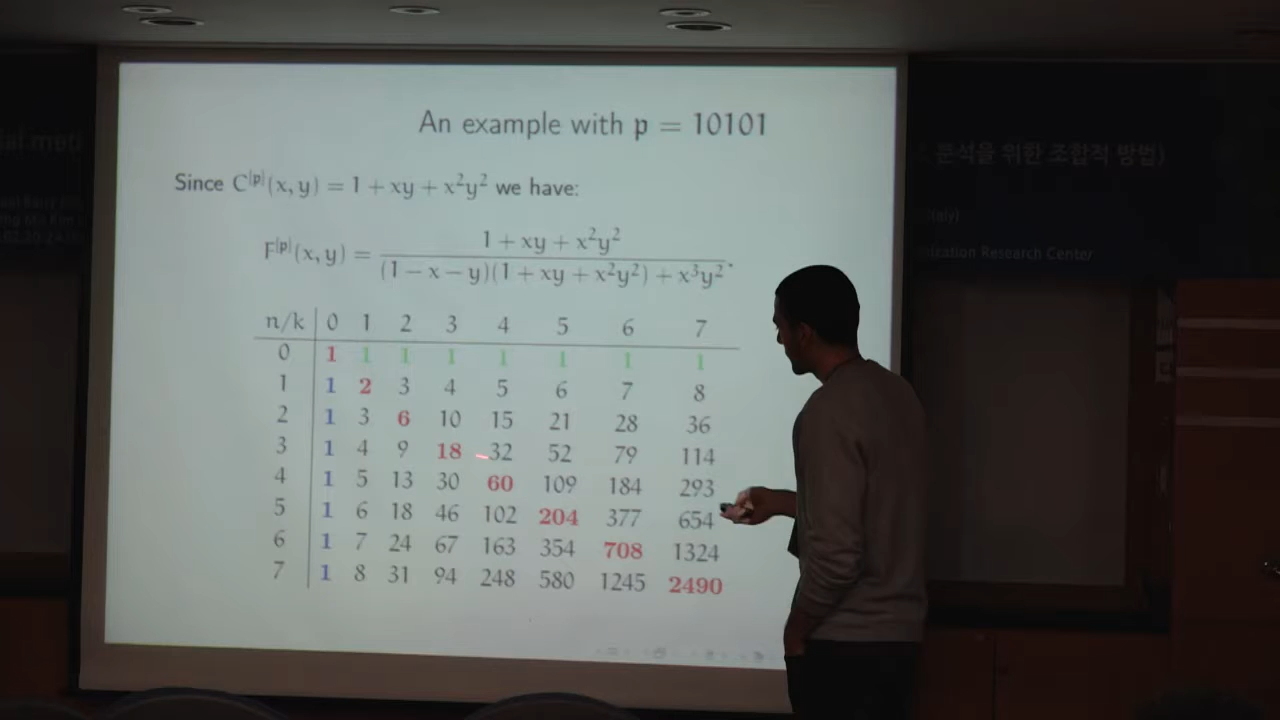 An example with p = 10101
Since C^[p](x, y) = 1 + xy + x²y² we have:
F^[p](x, y) = (1 + xy + x²y²) / ((1 − x − y)(1 + xy + x²y²) + x³y²) .
n/k 0 1 2 3 4 5 6 7
0 1 1 1 1 1 1 1 1
1 1 2 3 4 5 6 7 8
2 1 3 6 10 15 21 28 36
3 1 4 9 18 32 52 79 114
4 1 5 13 30 60 109 184 293
5 1 6 18 46 102 204 377 654
6 1 7 24 67 163 354 708 1324
7 1 8 31 94 248 580 1245 2490
분석을 위한 조합적 방법)
Research Center